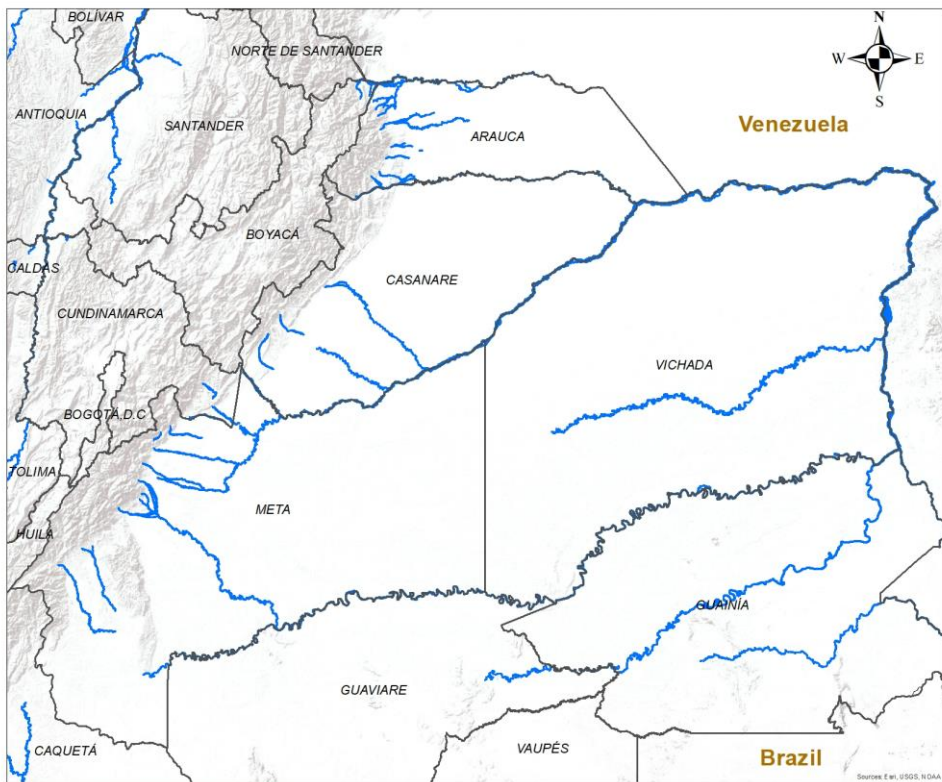 BOLÍVAR
N
NORTE DE SANTANDER
W
E
S
ANTIOQUIA
SANTANDER
Venezuela
ARAUCA
BOYACÁ
CALDAS
CASANARE
CUNDINAMARCA
VICHADA
BOGOTÁ, D.C
TOLIMA
META
HUILA
GUAINÍA
GUAVIARE
CAQUETÁ
VAUPÉS
Brazil
Sources: Esri, USGS, NOAA